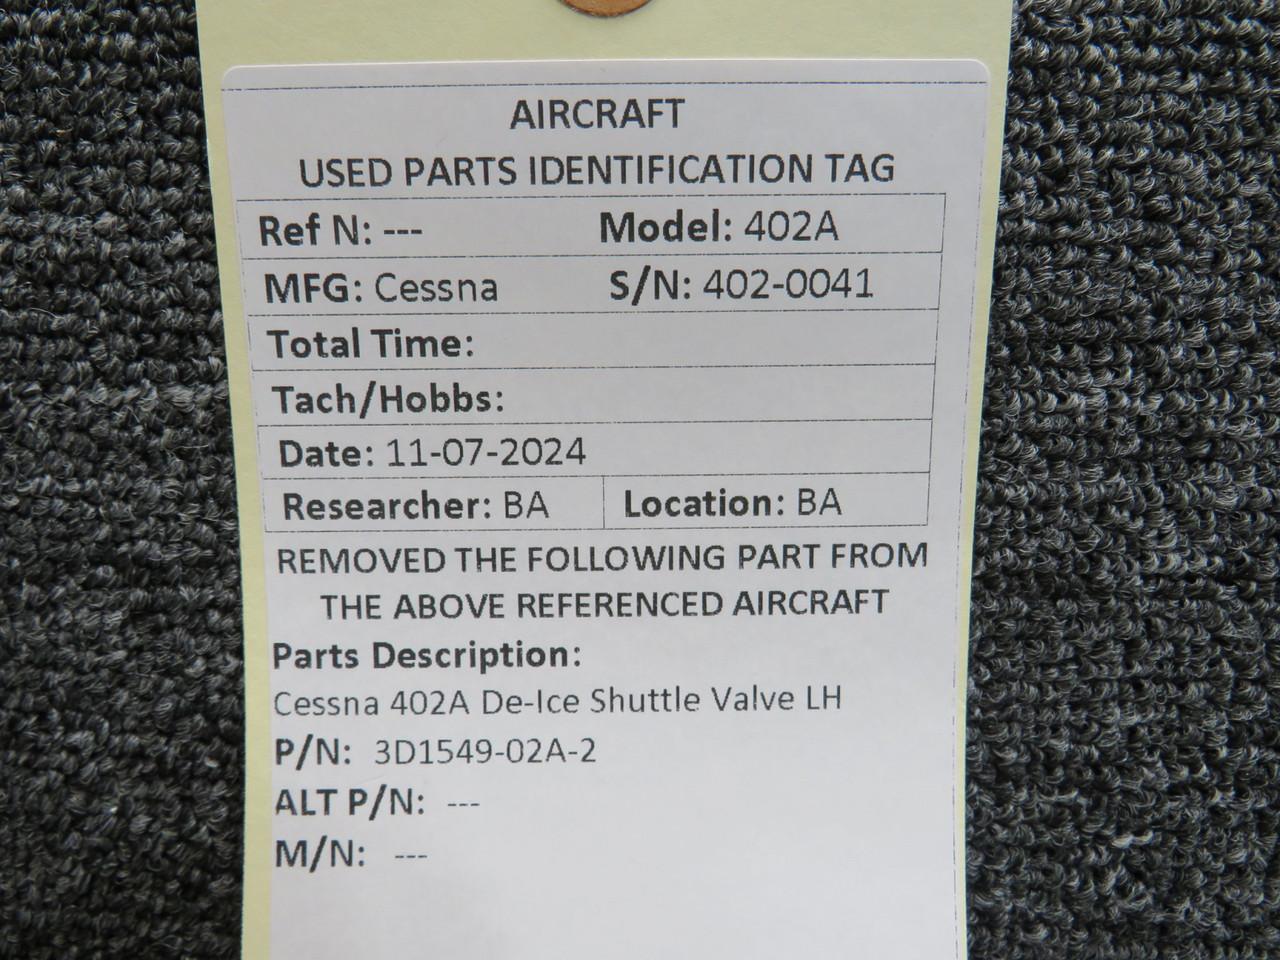 AIRCRAFT
USED PARTS IDENTIFICATION TAG
Ref N: --- Model: 402A
MFG: Cessna S/N: 402-0041
Total Time:
Tach/Hobbs:
Date: 11-07-2024
Researcher: BA Location: BA
REMOVED THE FOLLOWING PART FROM
THE ABOVE REFERENCED AIRCRAFT
Parts Description:
Cessna 402A De-Ice Shuttle Valve LH
P/N: 3D1549-02A-2
ALT P/N: ---
M/N: ---